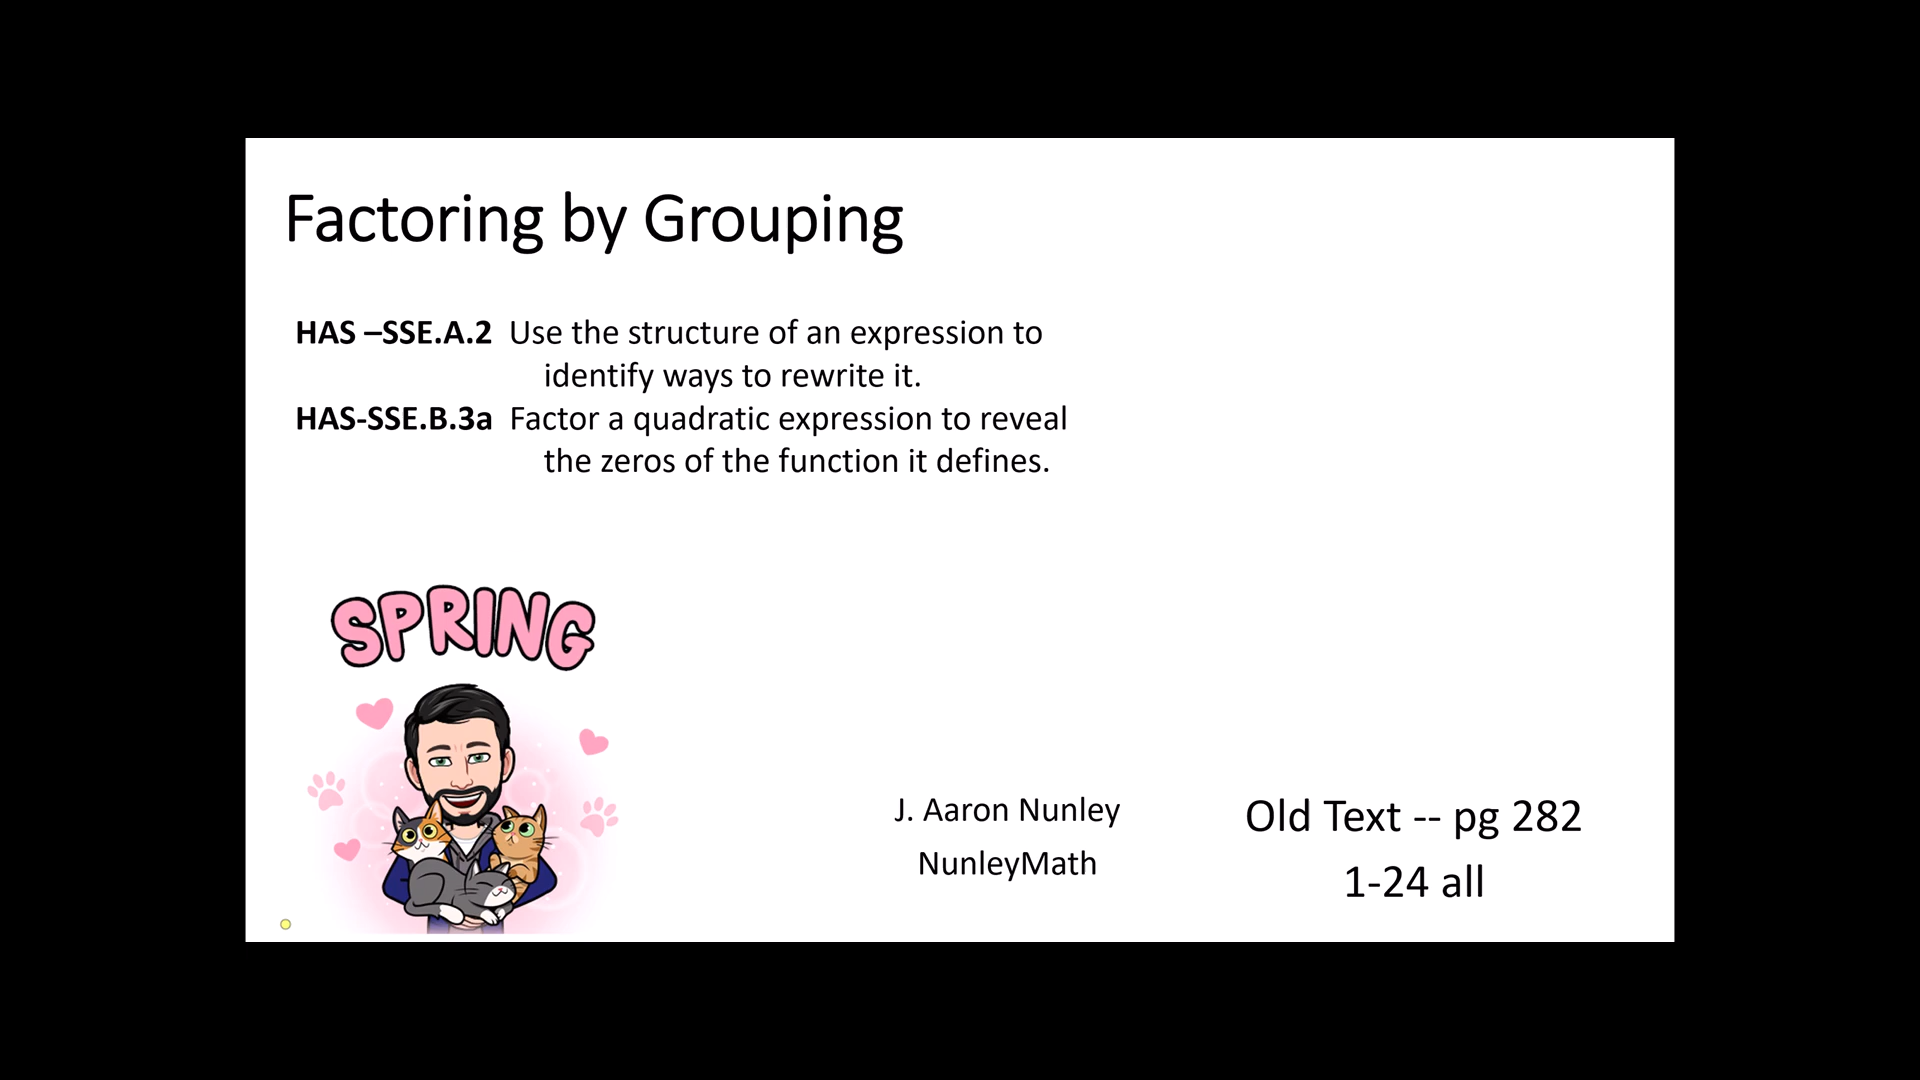 Factoring by Grouping
HAS –SSE.A.2 Use the structure of an expression to
identify ways to rewrite it.
HAS-SSE.B.3a Factor a quadratic expression to reveal
the zeros of the function it defines.
SPRING
J. Aaron Nunley
NunleyMath
Old Text -- pg 282
1-24 all